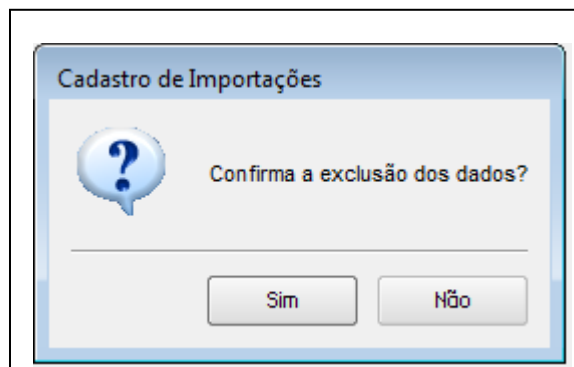 Cadastro de Importações
Confirma a exclusão dos dados?
Sim
Não